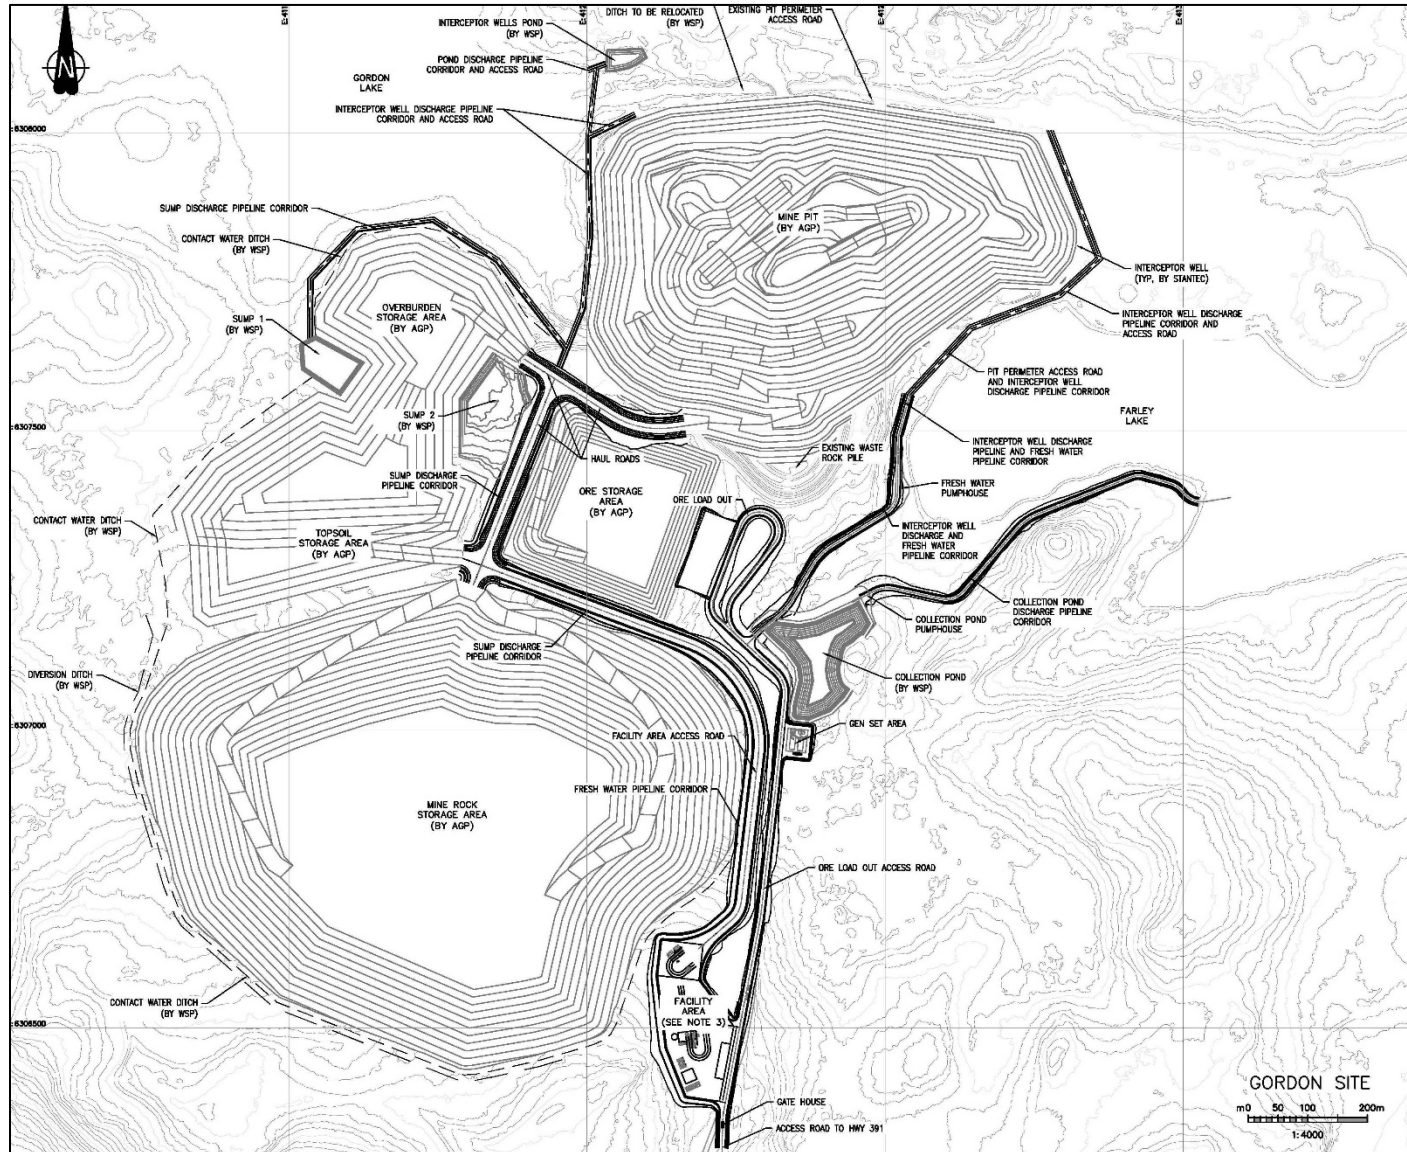 E:411
E:412
E:412
E:413
DITCH TO BE RELOCATED
(BY WSP)
EXISTING PIT PERIMETER
ACCESS ROAD
INTERCEPTOR WELLS POND
(BY WSP)
N
POND DISCHARGE PIPELINE
CORRIDOR AND ACCESS ROAD
GORDON
LAKE
INTERCEPTOR WELL DISCHARGE PIPELINE
CORRIDOR AND ACCESS ROAD
:6308000
SUMP DISCHARGE PIPELINE CORRIDOR
MINE PIT
(BY AGP)
CONTACT WATER DITCH
(BY WSP)
INTERCEPTOR WELL
(TYP, BY STANTEC)
OVERBURDEN
STORAGE AREA
(BY AGP)
SUMP 1
(BY WSP)
INTERCEPTOR WELL DISCHARGE
PIPELINE CORRIDOR AND
ACCESS ROAD
PIT PERIMETER ACCESS ROAD
AND INTERCEPTOR WELL
DISCHARGE PIPELINE CORRIDOR
SUMP 2
(BY WSP)
FARLEY
LAKE
:6307500
INTERCEPTOR WELL DISCHARGE
PIPELINE AND FRESH WATER
PIPELINE CORRIDOR
EXISTING WASTE
ROCK PILE
HAUL ROADS
SUMP DISCHARGE
PIPELINE CORRIDOR
FRESH WATER
PUMPHOUSE
ORE STORAGE
AREA
(BY AGP)
ORE LOAD OUT
CONTACT WATER DITCH
(BY WSP)
TOPSOIL
STORAGE AREA
(BY AGP)
INTERCEPTOR WELL
DISCHARGE AND
FRESH WATER
PIPELINE CORRIDOR
COLLECTION POND
DISCHARGE PIPELINE
CORRIDOR
COLLECTION POND
PUMPHOUSE
SUMP DISCHARGE
PIPELINE CORRIDOR
DIVERSION DITCH
(BY WSP)
COLLECTION POND
(BY WSP)
:6307000
GEN SET AREA
FACILITY AREA ACCESS ROAD
FRESH WATER PIPELINE CORRIDOR
MINE ROCK
STORAGE AREA
(BY AGP)
ORE LOAD OUT ACCESS ROAD
CONTACT WATER DITCH
(BY WSP)
FACILITY
AREA
(SEE NOTE 3)
:6306500
GORDON SITE
m0 50 100 200m
1:4000
GATE HOUSE
ACCESS ROAD TO HWY 391